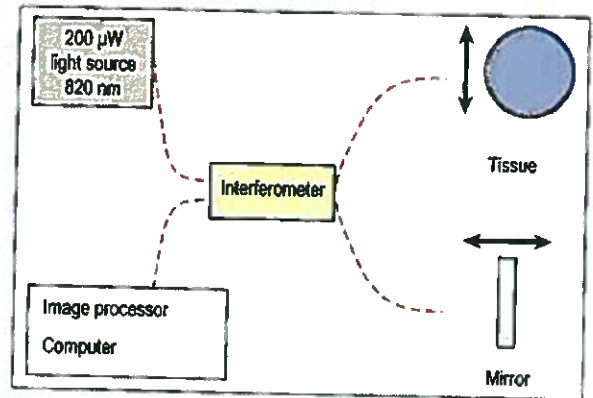 200 µW
light source
820 nm
Tissue
Interferometer
Image processor
Computer
Mirror